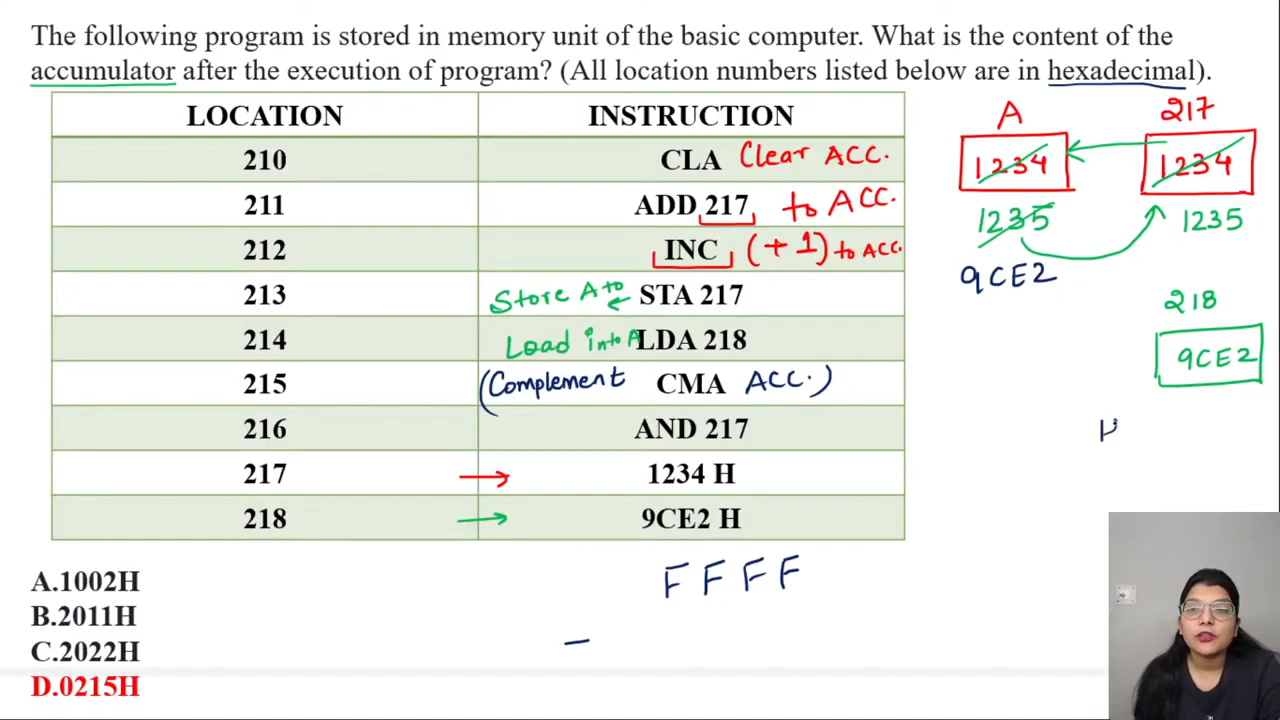 The following program is stored in memory unit of the basic computer. What is the content of the
accumulator after the execution of program? (All location numbers listed below are in hexadecimal).
LOCATION INSTRUCTION
210 CLA Clear ACC.
211 ADD 217 to ACC.
212 INC (+1) to ACC.
213 Store A to STA 217
214 Load into A LDA 218
215 (Complement CMA ACC.)
216 AND 217
217 → 1234 H
218 → 9CE2 H
A 217
1234 1234
1235 1235
9CE2
218
9CE2
F F F F
–
A.1002H
B.2011H
C.2022H
D.0215H